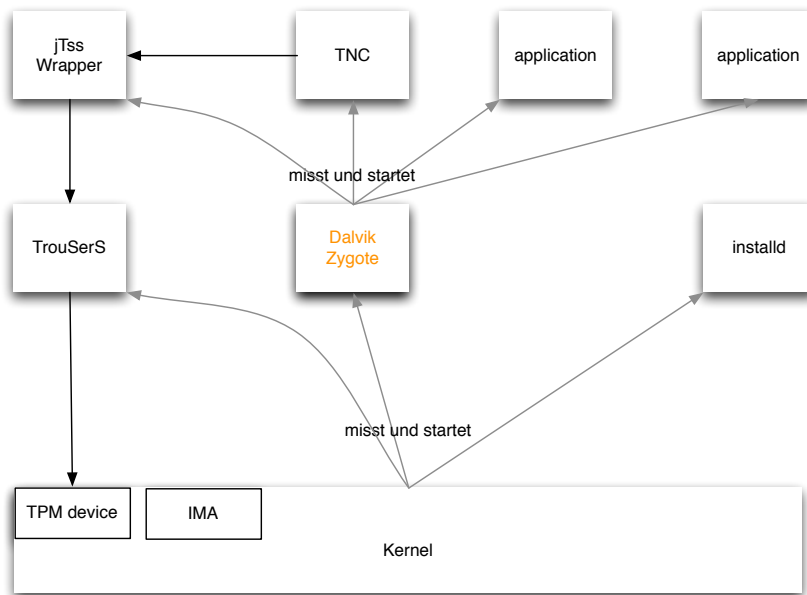 jTss
Wrapper
TNC
application
application
misst und startet
TrouSerS
Dalvik
Zygote
installd
misst und startet
TPM device
IMA
Kernel